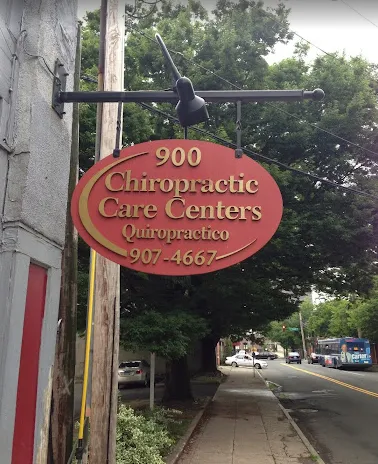 900
Chiropractic
Care Centers
Quiropractico
907-4667